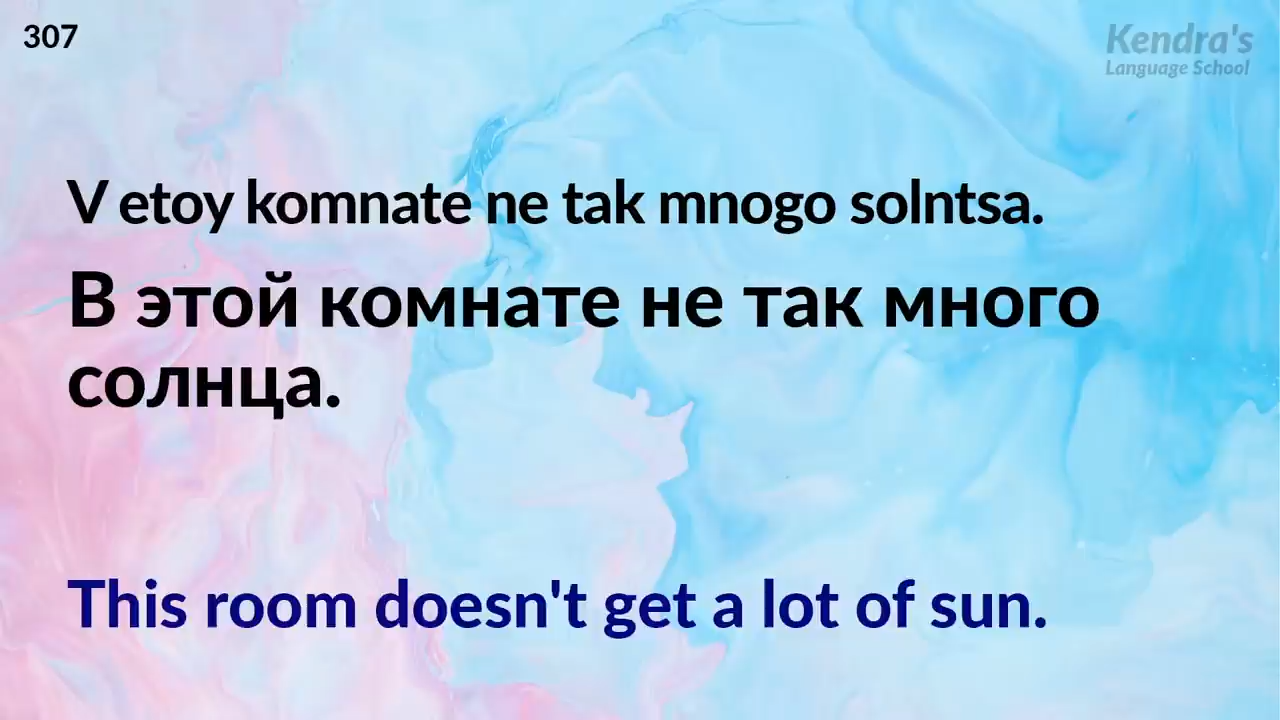 307
Kendra's
Language School
V etoy komnate ne tak mnogo solntsa.
В этой комнате не так много
солнца.
This room doesn't get a lot of sun.